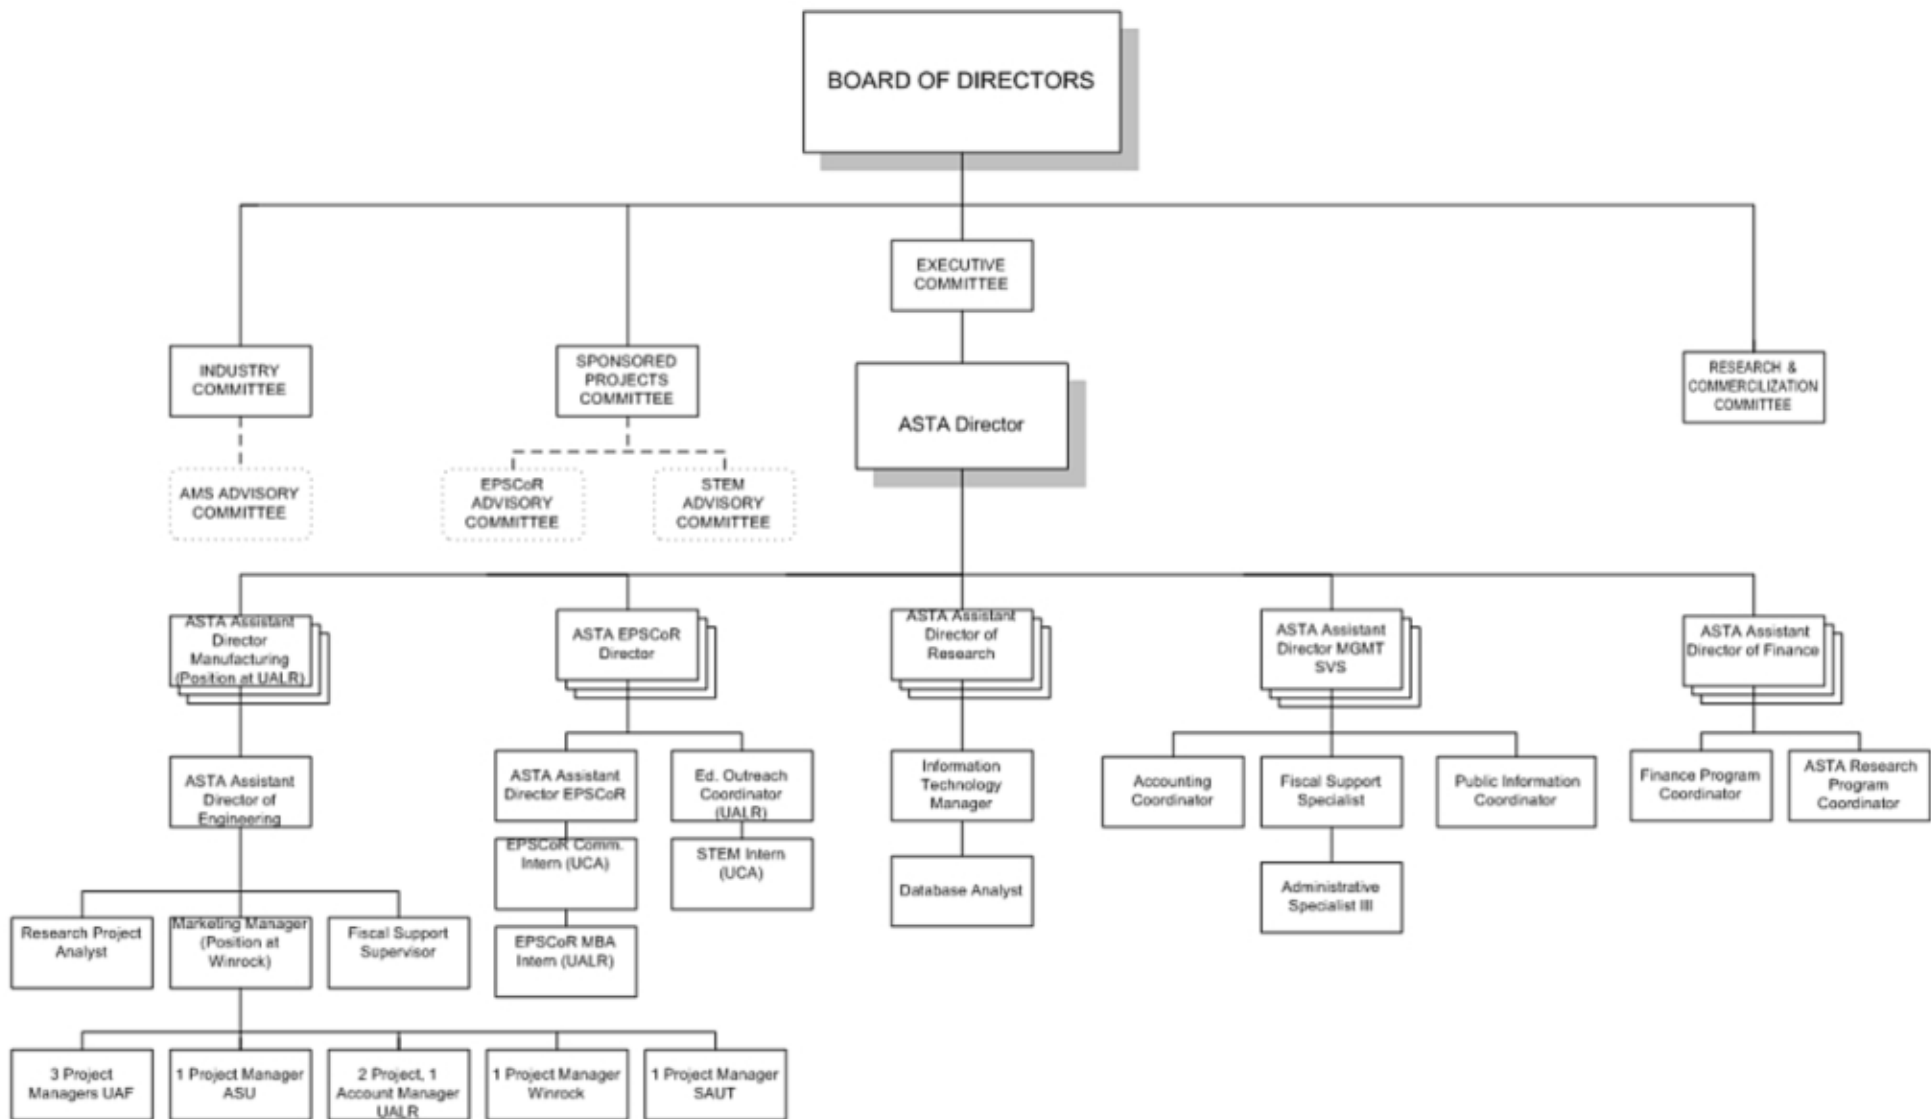 BOARD OF DIRECTORS
EXECUTIVE
COMMITTEE
INDUSTRY
COMMITTEE
SPONSORED
PROJECTS
COMMITTEE
RESEARCH &
COMMERCILIZATION
COMMITTEE
ASTA Director
AMS ADVISORY
COMMITTEE
EPSCoR
ADVISORY
COMMITTEE
STEM
ADVISORY
COMMITTEE
ASTA Assistant
Director
Manufacturing
(Position at UALR)
ASTA EPSCoR
Director
ASTA Assistant
Director of
Research
ASTA Assistant
Director MGMT
SVS
ASTA Assistant
Director of Finance
ASTA Assistant
Director of
Engineering
ASTA Assistant
Director EPSCoR
Ed. Outreach
Coordinator
(UALR)
Information
Technology
Manager
Accounting
Coordinator
Fiscal Support
Specialist
Public Information
Coordinator
Finance Program
Coordinator
ASTA Research
Program
Coordinator
EPSCoR Comm.
Intern (UCA)
STEM Intern
(UCA)
Database Analyst
Administrative
Specialist III
Research Project
Analyst
Marketing Manager
(Position at
Winrock)
Fiscal Support
Supervisor
EPSCoR MBA
Intern (UALR)
3 Project
Managers UAF
1 Project Manager
ASU
2 Project, 1
Account Manager
UALR
1 Project Manager
Winrock
1 Project Manager
SAUT